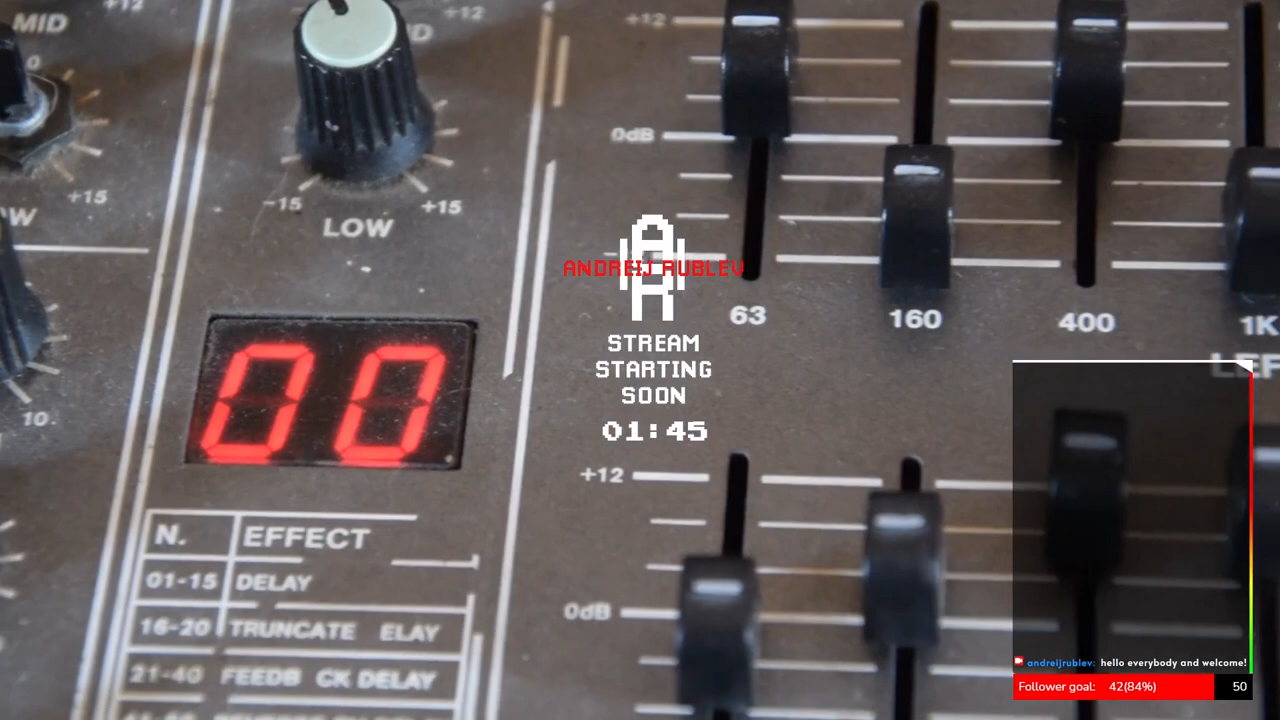 MID
+12
0
+15
10
+12
-15
+15
LOW
00
N. EFFECT
01-15 DELAY
16-20 TRUNCATE ELAY
21-40 FEEDB CK DELAY
+12
0dB
63 160 400 1K
ANDREIJ RUBLEV
STREAM
STARTING
SOON
01:45
+12
0dB
andreijrublev: hello everybody and welcome!
Follower goal: 42(84%) 50